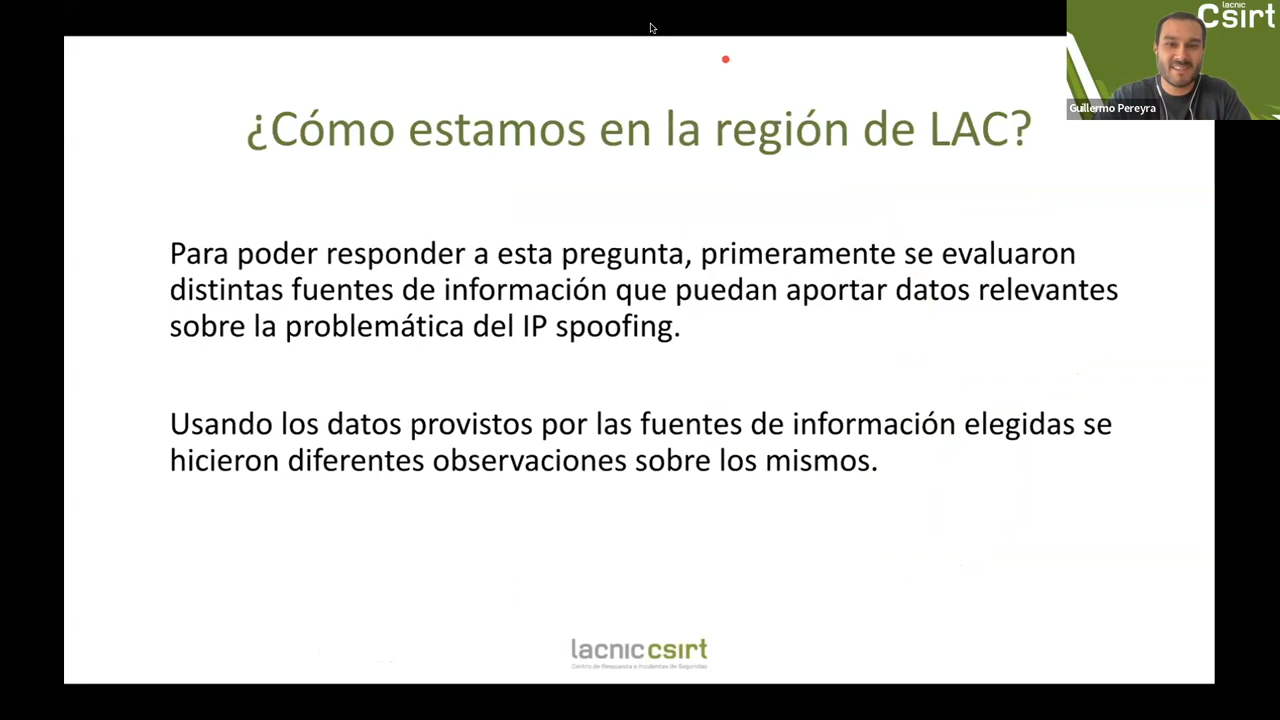 lacnic
Csirt
Guillermo Pereyra
¿Cómo estamos en la región de LAC?
Para poder responder a esta pregunta, primeramente se evaluaron
distintas fuentes de información que puedan aportar datos relevantes
sobre la problemática del IP spoofing.
Usando los datos provistos por las fuentes de información elegidas se
hicieron diferentes observaciones sobre los mismos.
lacnic csirt
Centro de Respuesta a Incidentes de Seguridad